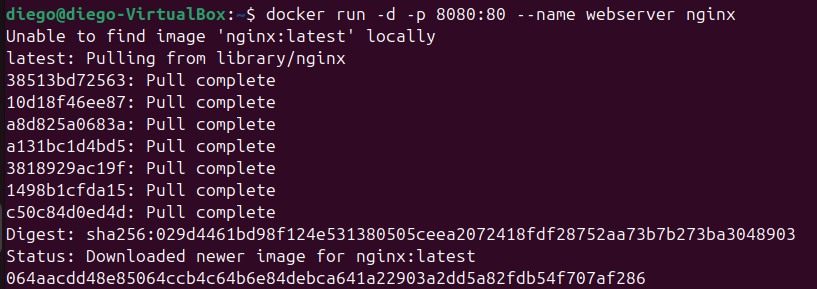 diego@diego-VirtualBox:~$ docker run -d -p 8080:80 --name webserver nginx
Unable to find image 'nginx:latest' locally
latest: Pulling from library/nginx
38513bd72563: Pull complete
10d18f46ee87: Pull complete
a8d825a0683a: Pull complete
a131bc1d4bd5: Pull complete
3818929ac19f: Pull complete
1498b1cfda15: Pull complete
c50c84d0ed4d: Pull complete
Digest: sha256:029d4461bd98f124e531380505ceea2072418fdf28752aa73b7b273ba3048903
Status: Downloaded newer image for nginx:latest
064aacdd48e85064ccb4c64b6e84debca641a22903a2dd5a82fdb54f707af286